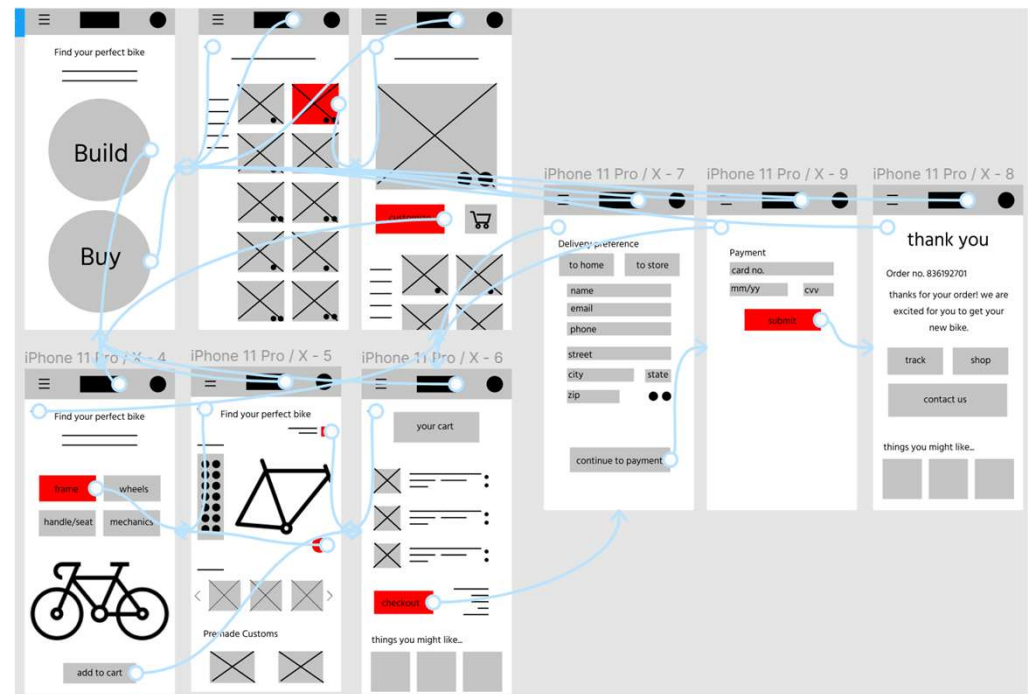 Find your perfect bike
Build
Buy
customize
iPhone 11 Pro / X - 4
Find your perfect bike
frame
wheels
handle/seat
mechanics
add to cart
iPhone 11 Pro / X - 5
Find your perfect bike
Premade Customs
iPhone 11 Pro / X - 6
your cart
checkout
things you might like...
iPhone 11 Pro / X - 7
Delivery preference
to home
to store
name
email
phone
street
city
state
zip
continue to payment
iPhone 11 Pro / X - 9
Payment
card no.
mm/yy
cvv
submit
iPhone 11 Pro / X - 8
thank you
Order no. 836192701
thanks for your order! we are
excited for you to get your
new bike.
track
shop
contact us
things you might like...